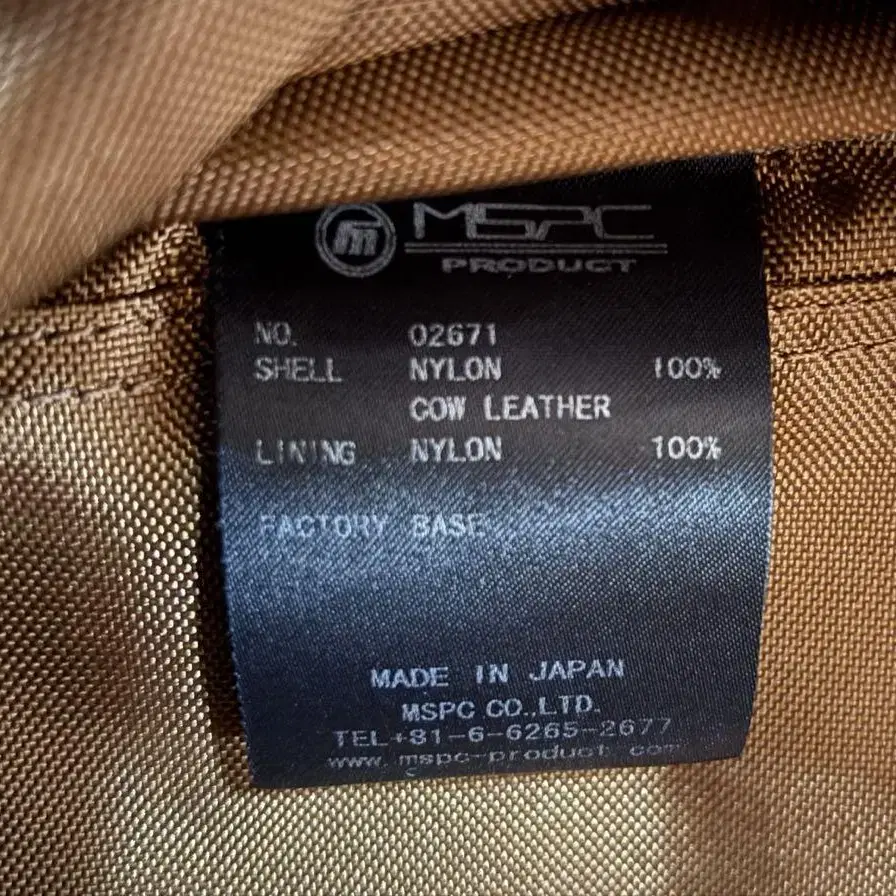 m MSPC
PRODUCT
NO. 02671
SHELL NYLON 100%
COW LEATHER
LINING NYLON 100%
FACTORY BASE
MADE IN JAPAN
MSPC CO.,LTD.
TEL+81-6-6265-2677
www.mspc-product.com